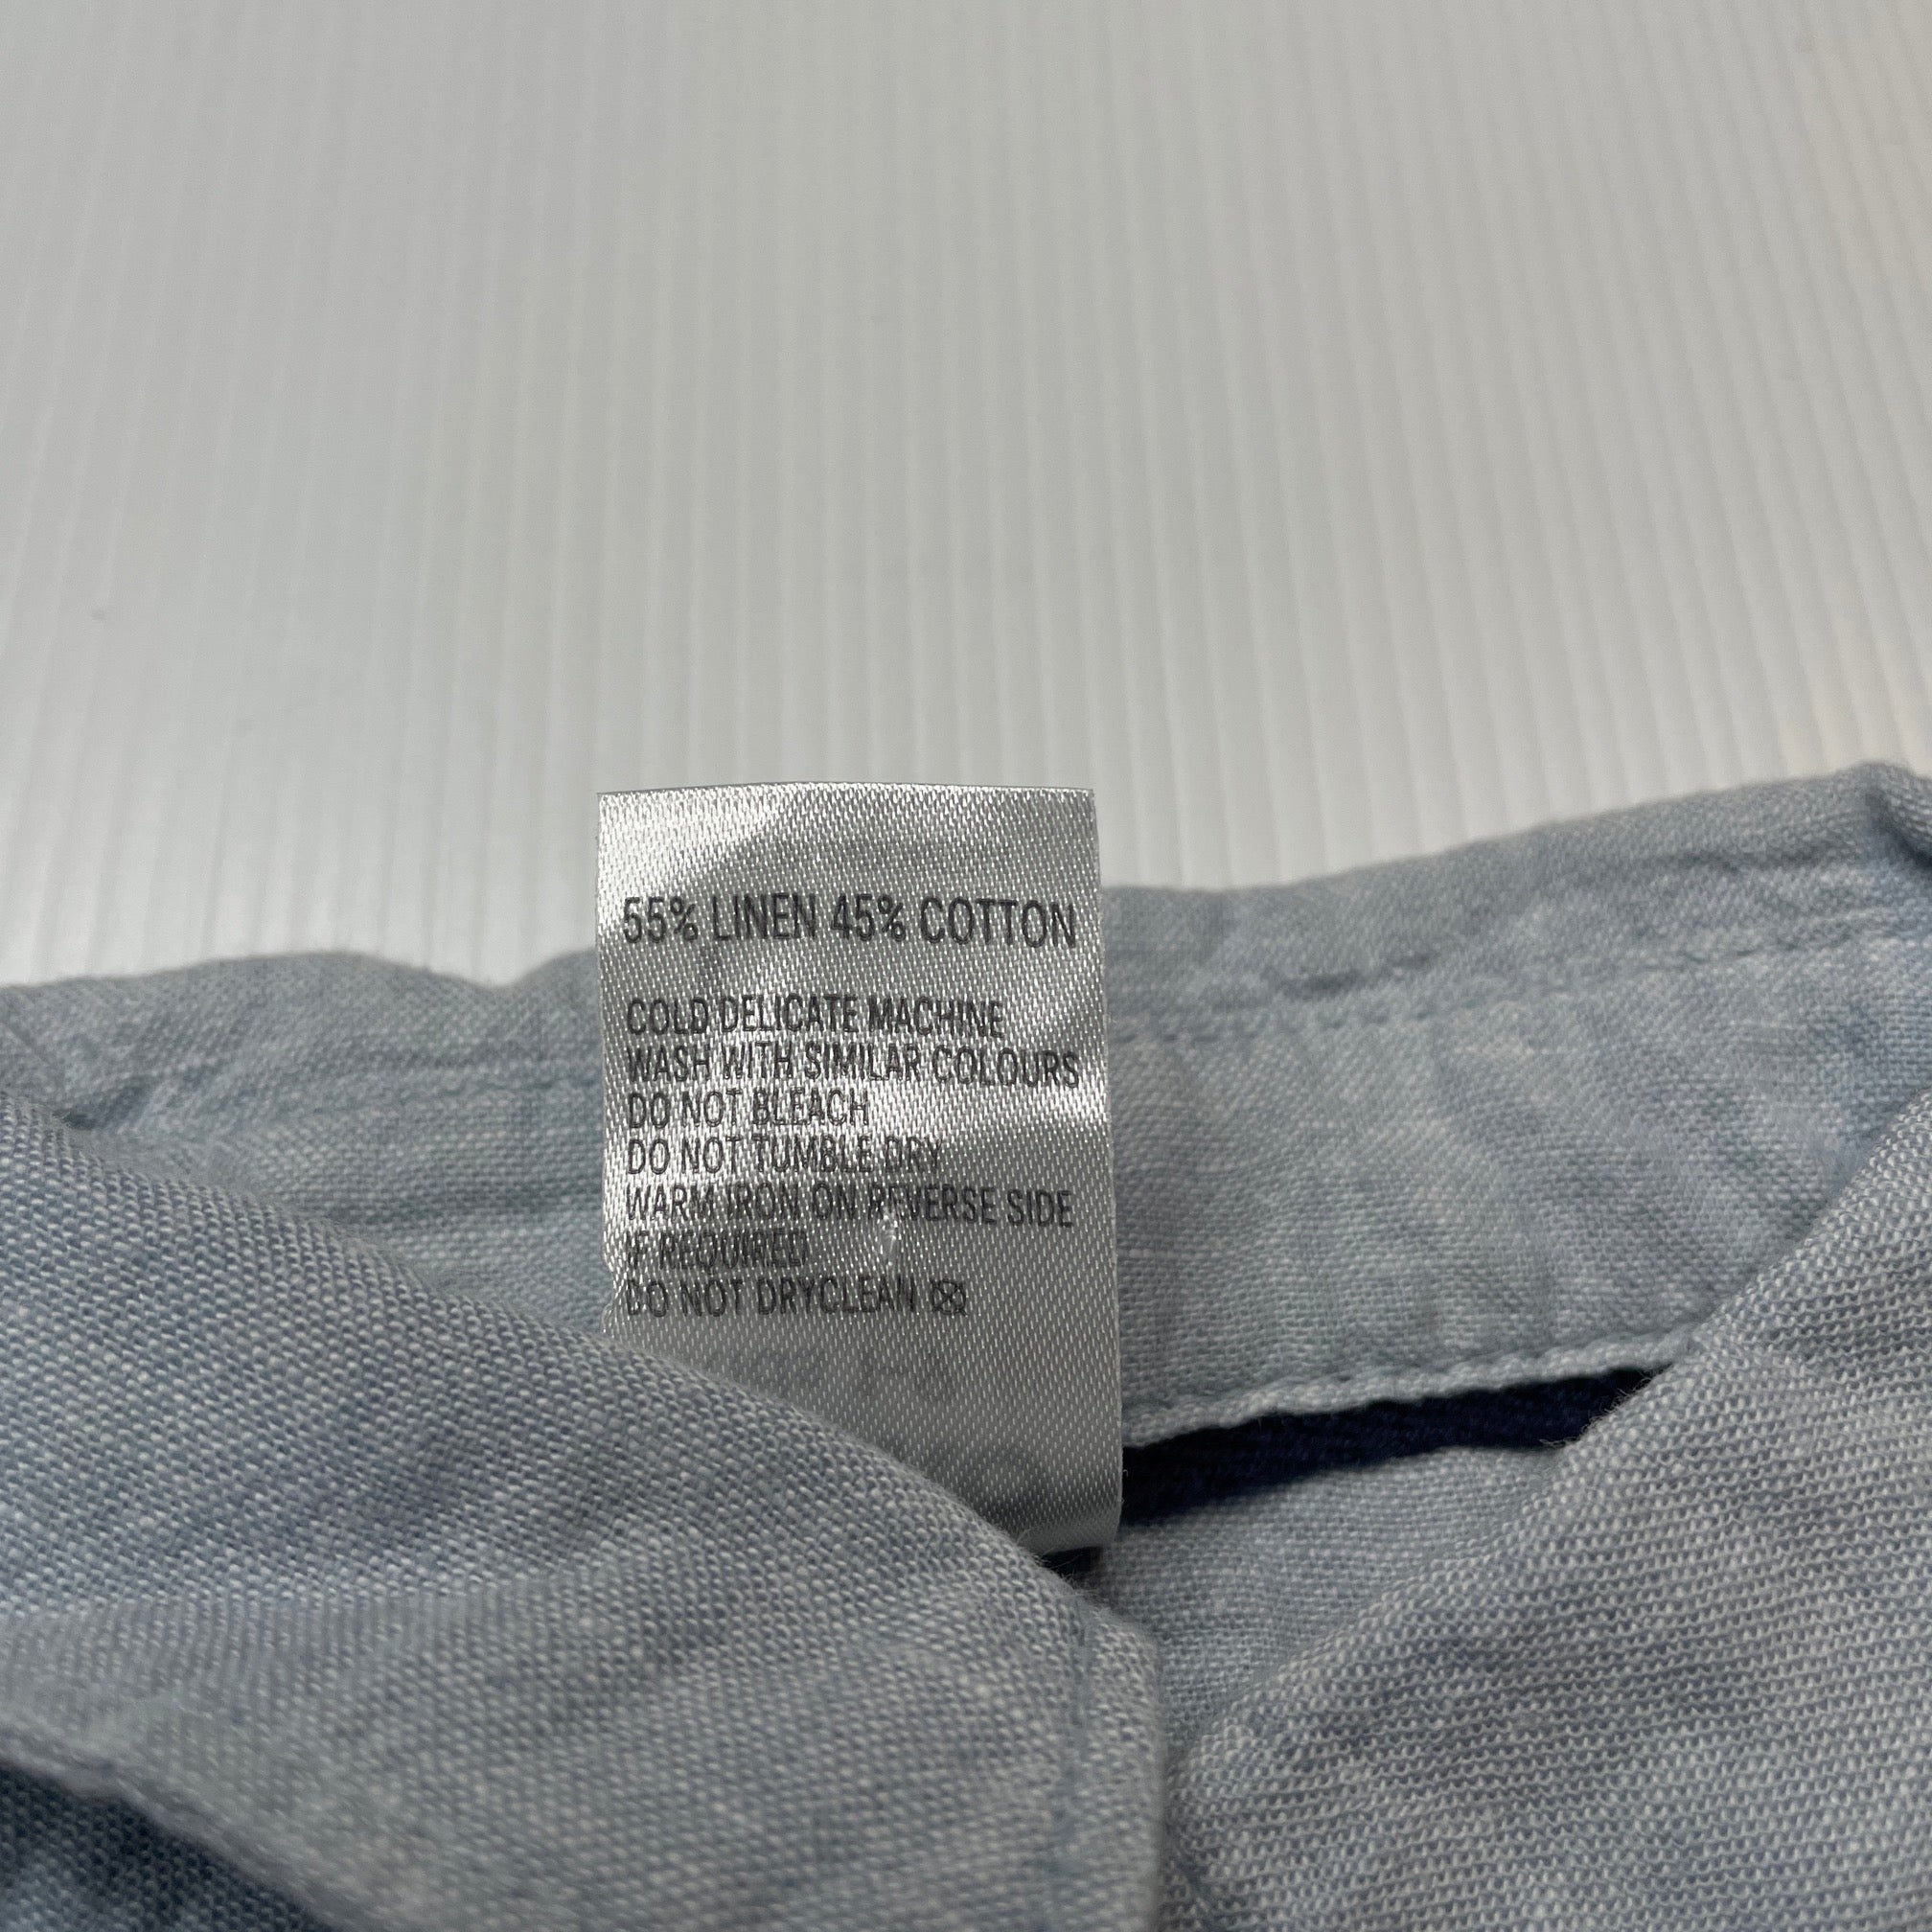 55% LINEN 45% COTTON
COLD DELICATE MACHINE
WASH WITH SIMILAR COLOURS
DO NOT BLEACH
DO NOT TUMBLE DRY
WARM IRON ON REVERSE SIDE
IF REQUIRED
DO NOT DRYCLEAN